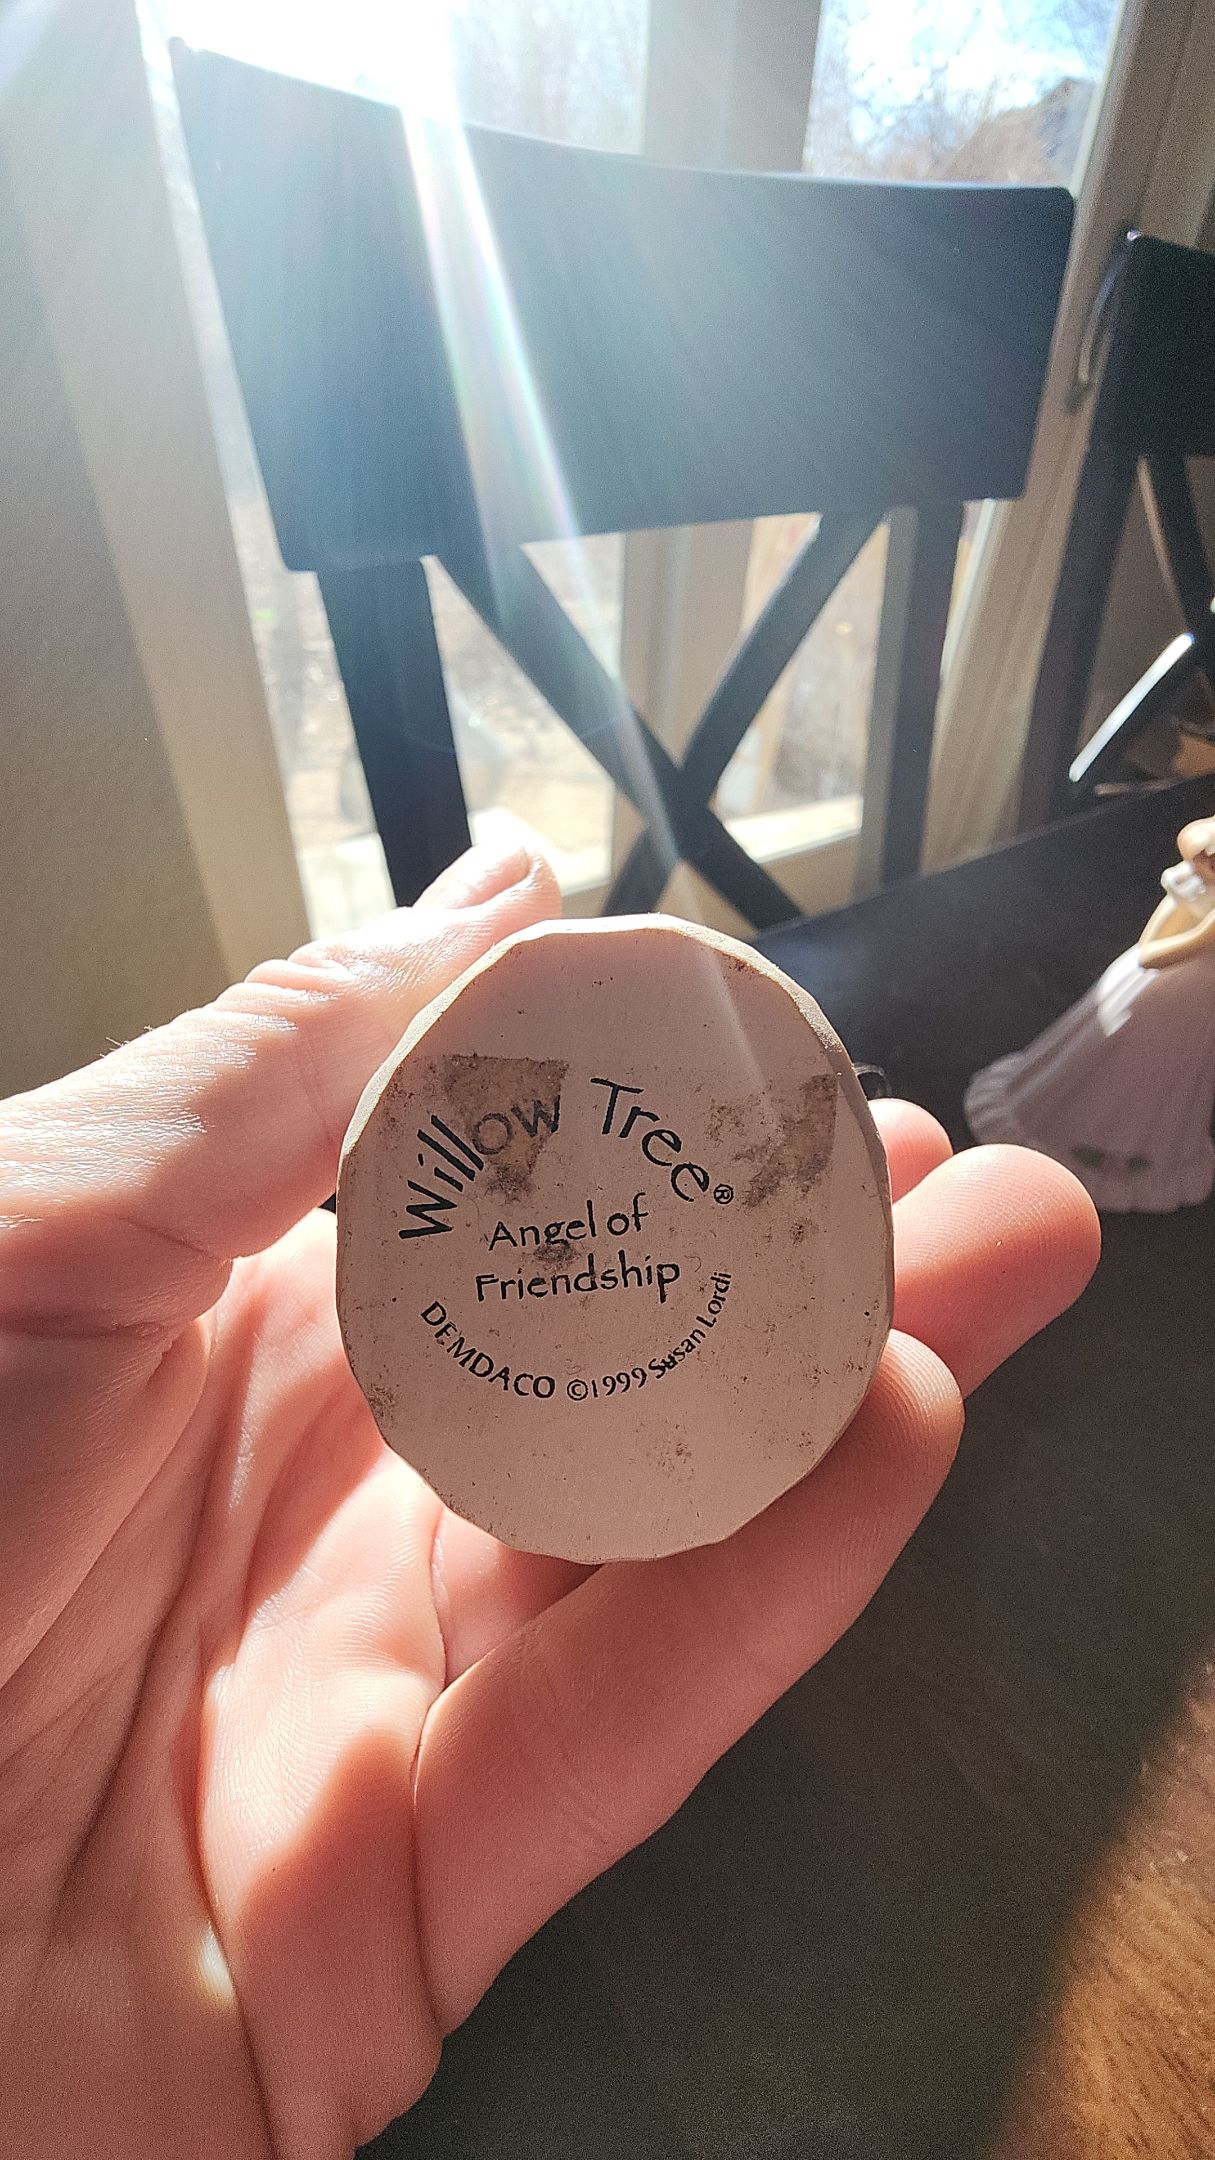 Willow Tree®
Angel of
Friendship
DEMDACO ©1999 Susan Lordi